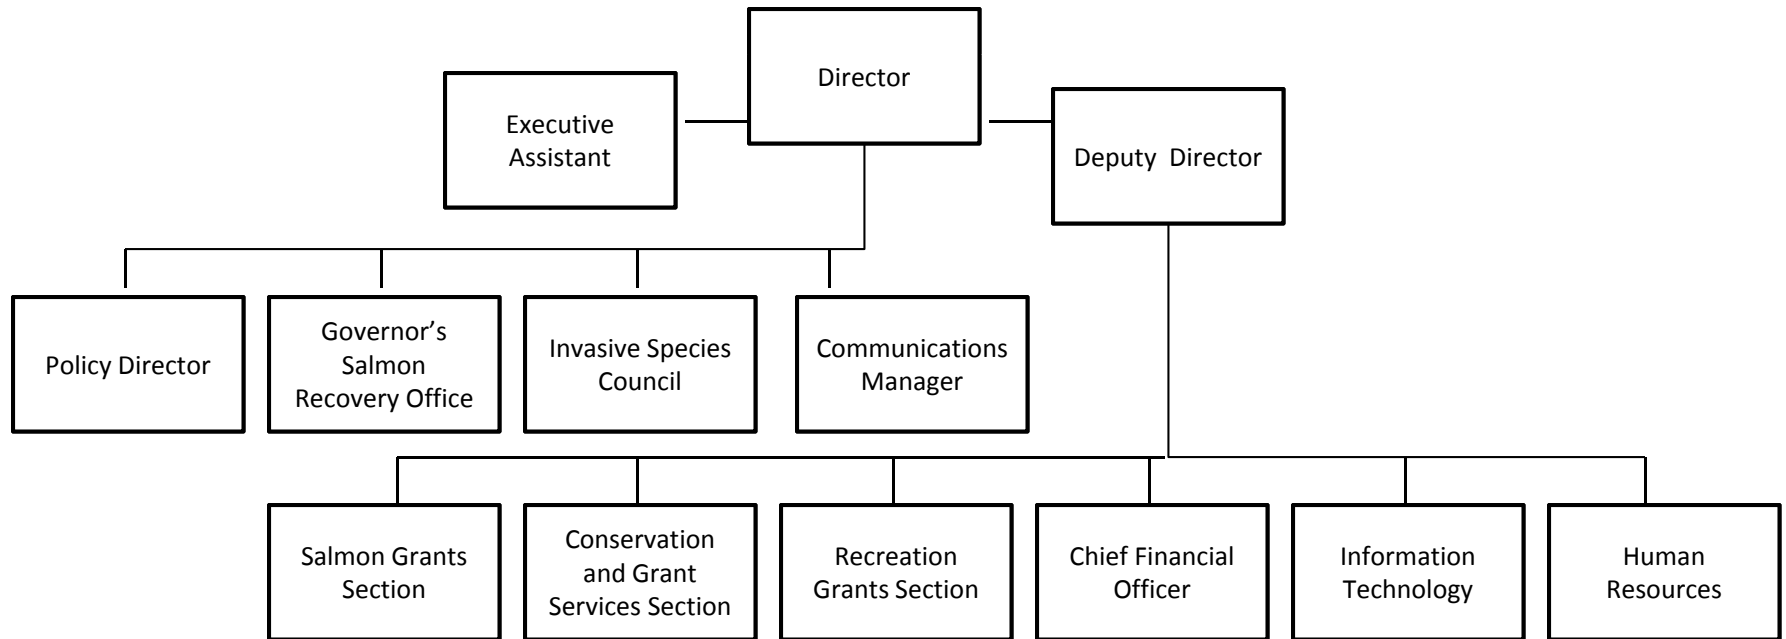 Director
Executive
Assistant
Deputy  Director
Policy Director
Governor’s
Salmon
Recovery Office
Invasive Species
Council
Communications
Manager
Salmon Grants
Section
Conservation
and Grant
Services Section
Recreation
Grants Section
Chief Financial
Officer
Information
Technology
Human
Resources